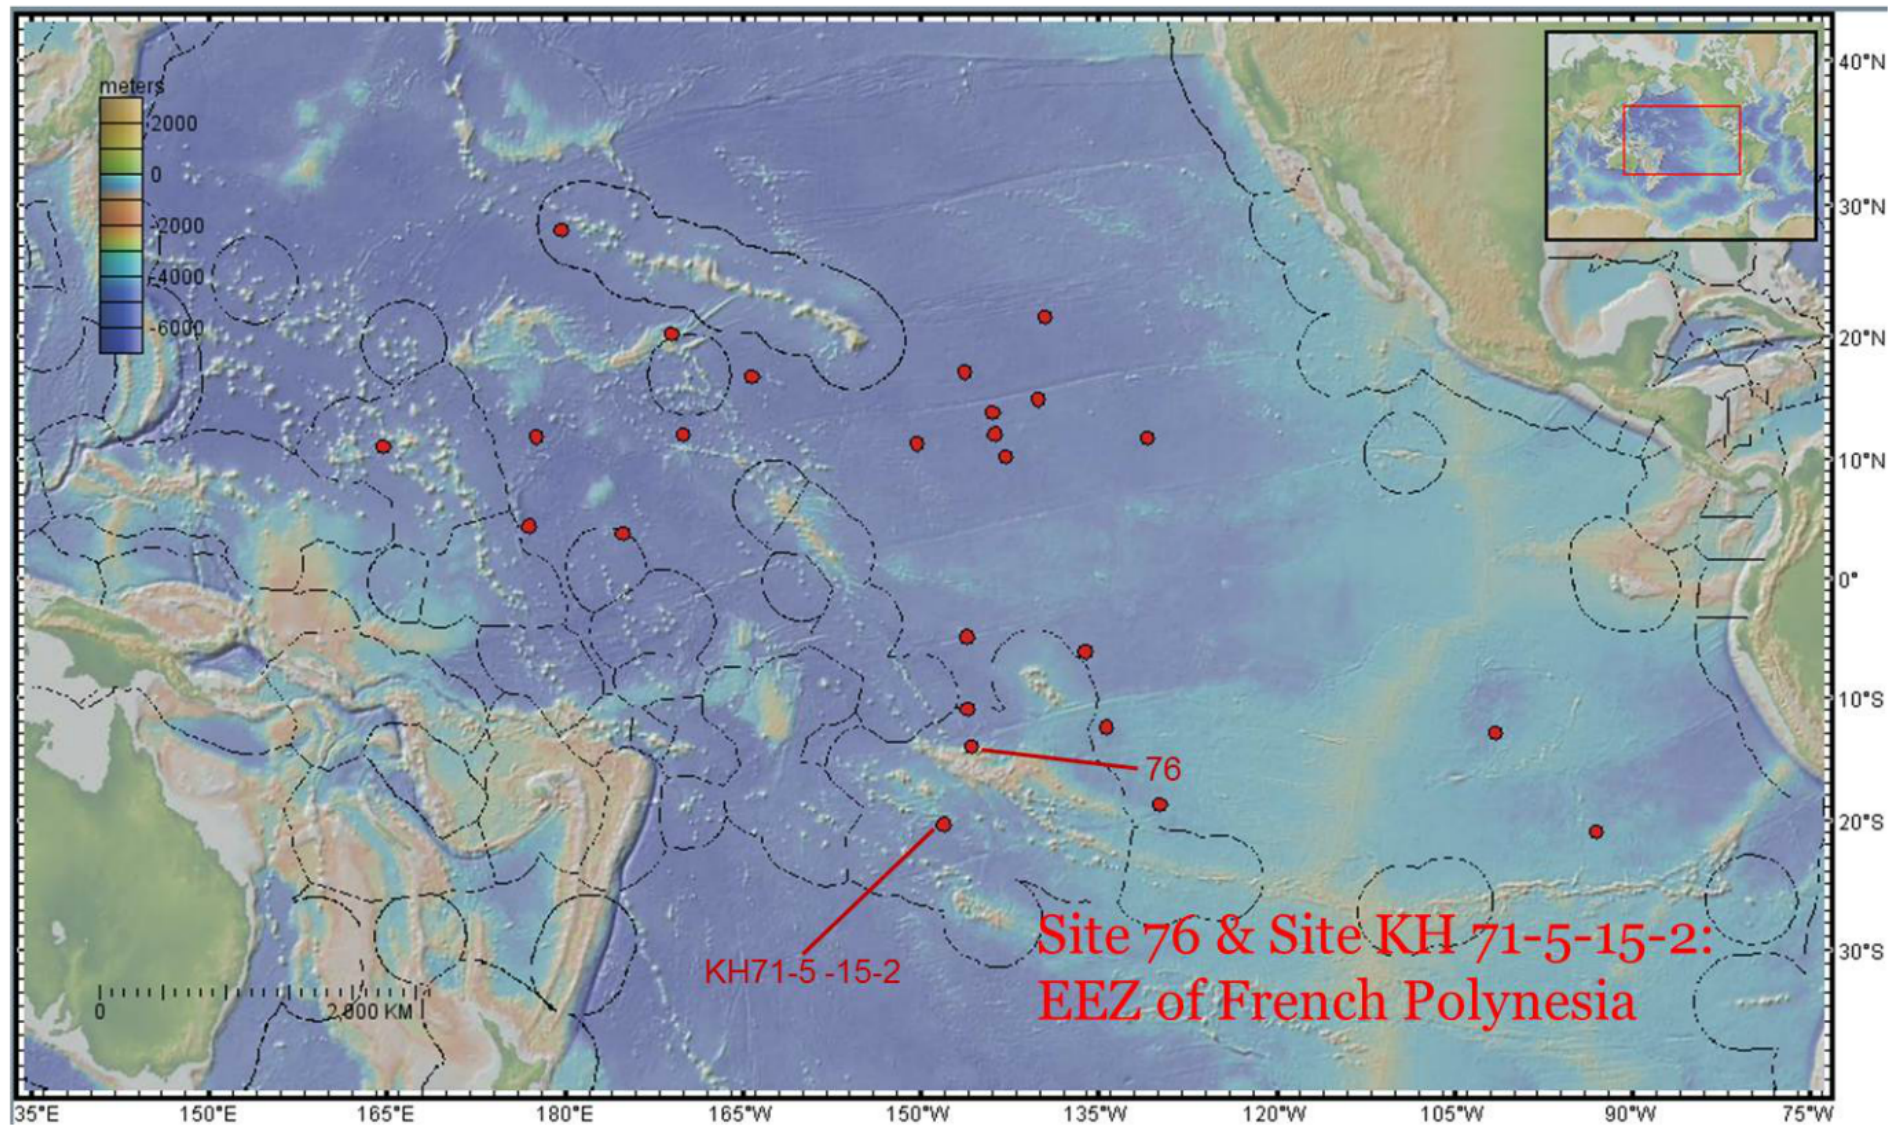 meters
2000
0
-2000
-4000
-6000
40°N
30°N
20°N
10°N
0°
10°S
20°S
30°S
76
KH71-5 -15-2
Site 76 & Site KH 71-5-15-2:
EEZ of French Polynesia
0 2,000 KM
35°E 150°E 165°E 180°E 165°W 150°W 135°W 120°W 105°W 90°W 75°W